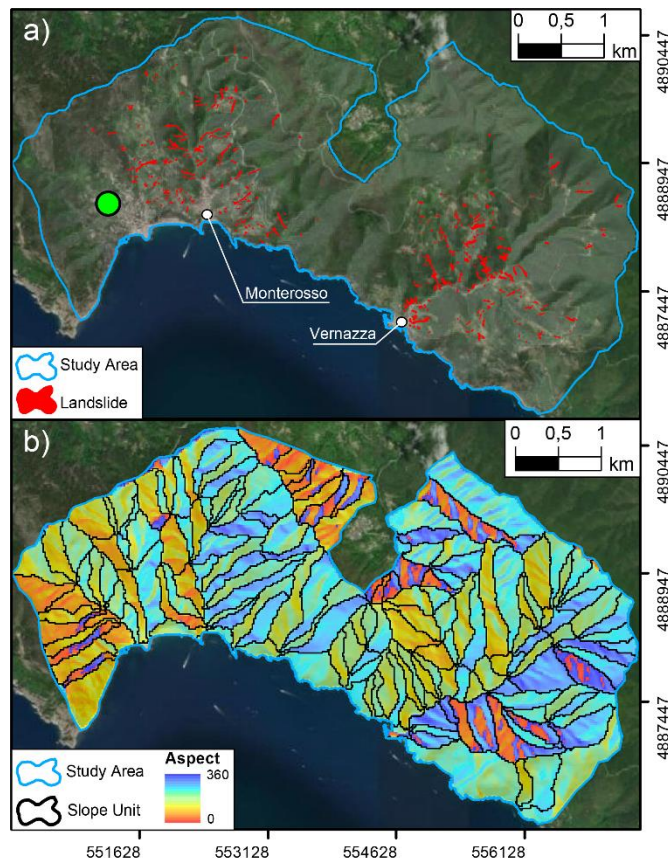 a)
0 0,5 1
km
4890447
4888947
Monterosso
Vernazza
4887447
Study Area
Landslide
b)
0 0,5 1
km
4890447
4888947
4887447
Study Area
Slope Unit
Aspect
360
0
551628 553128 554628 556128